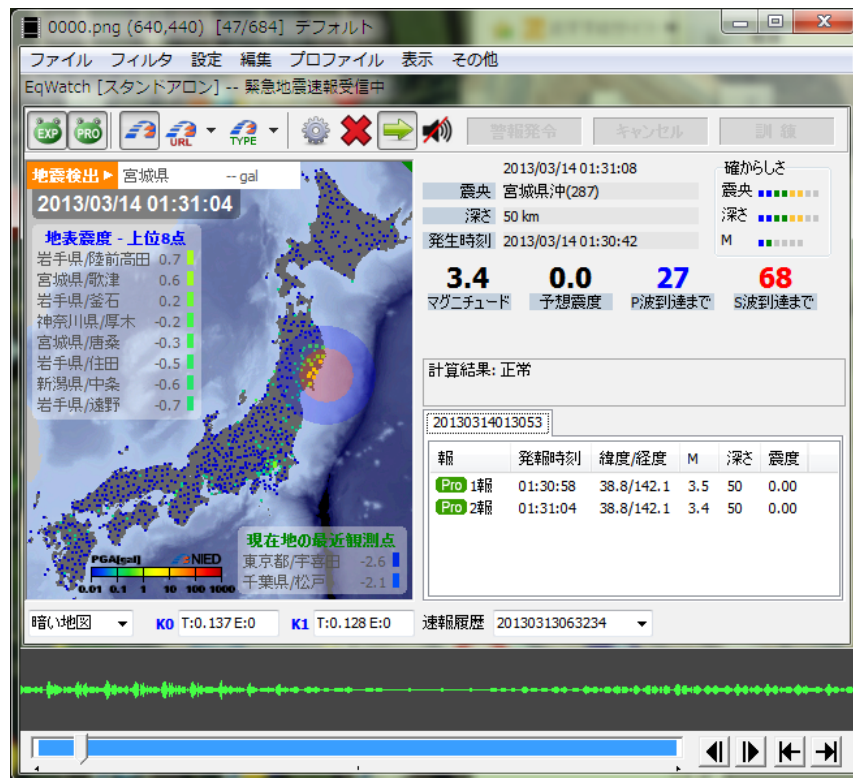 0000.png (640,440) [47/684] デフォルト
ファイル フィルタ 設定 編集 プロファイル 表示 その他
EqWatch [スタンドアロン] -- 緊急地震速報受信中
EXP PRO URL TYPE 警報発令 キャンセル 訓練
地震検出 宮城県 -- gal
2013/03/14 01:31:04
地表震度 - 上位8点
岩手県/陸前高田 0.7
宮城県/歌津 0.6
岩手県/釜石 0.2
神奈川県/厚木 -0.2
宮城県/唐桑 -0.3
岩手県/住田 -0.5
新潟県/中条 -0.6
岩手県/遠野 -0.7
現在地の最近観測点
東京都/宇喜田 -2.6
千葉県/松戸 -2.1
PGA[gal] NIED
0.01 0.1 1 10 100 1000
2013/03/14 01:31:08
震央 宮城県沖(287)
深さ 50 km
発生時刻 2013/03/14 01:30:42
確からしさ
震央
深さ
M
3.4 0.0 27 68
マグニチュード 予想震度 P波到達まで S波到達まで
計算結果: 正常
20130314013053
報 発報時刻 緯度/経度 M 深さ 震度
Pro 1報 01:30:58 38.8/142.1 3.5 50 0.00
Pro 2報 01:31:04 38.8/142.1 3.4 50 0.00
暗い地図 K0 T:0.137 E:0 K1 T:0.128 E:0 速報履歴 20130313063234